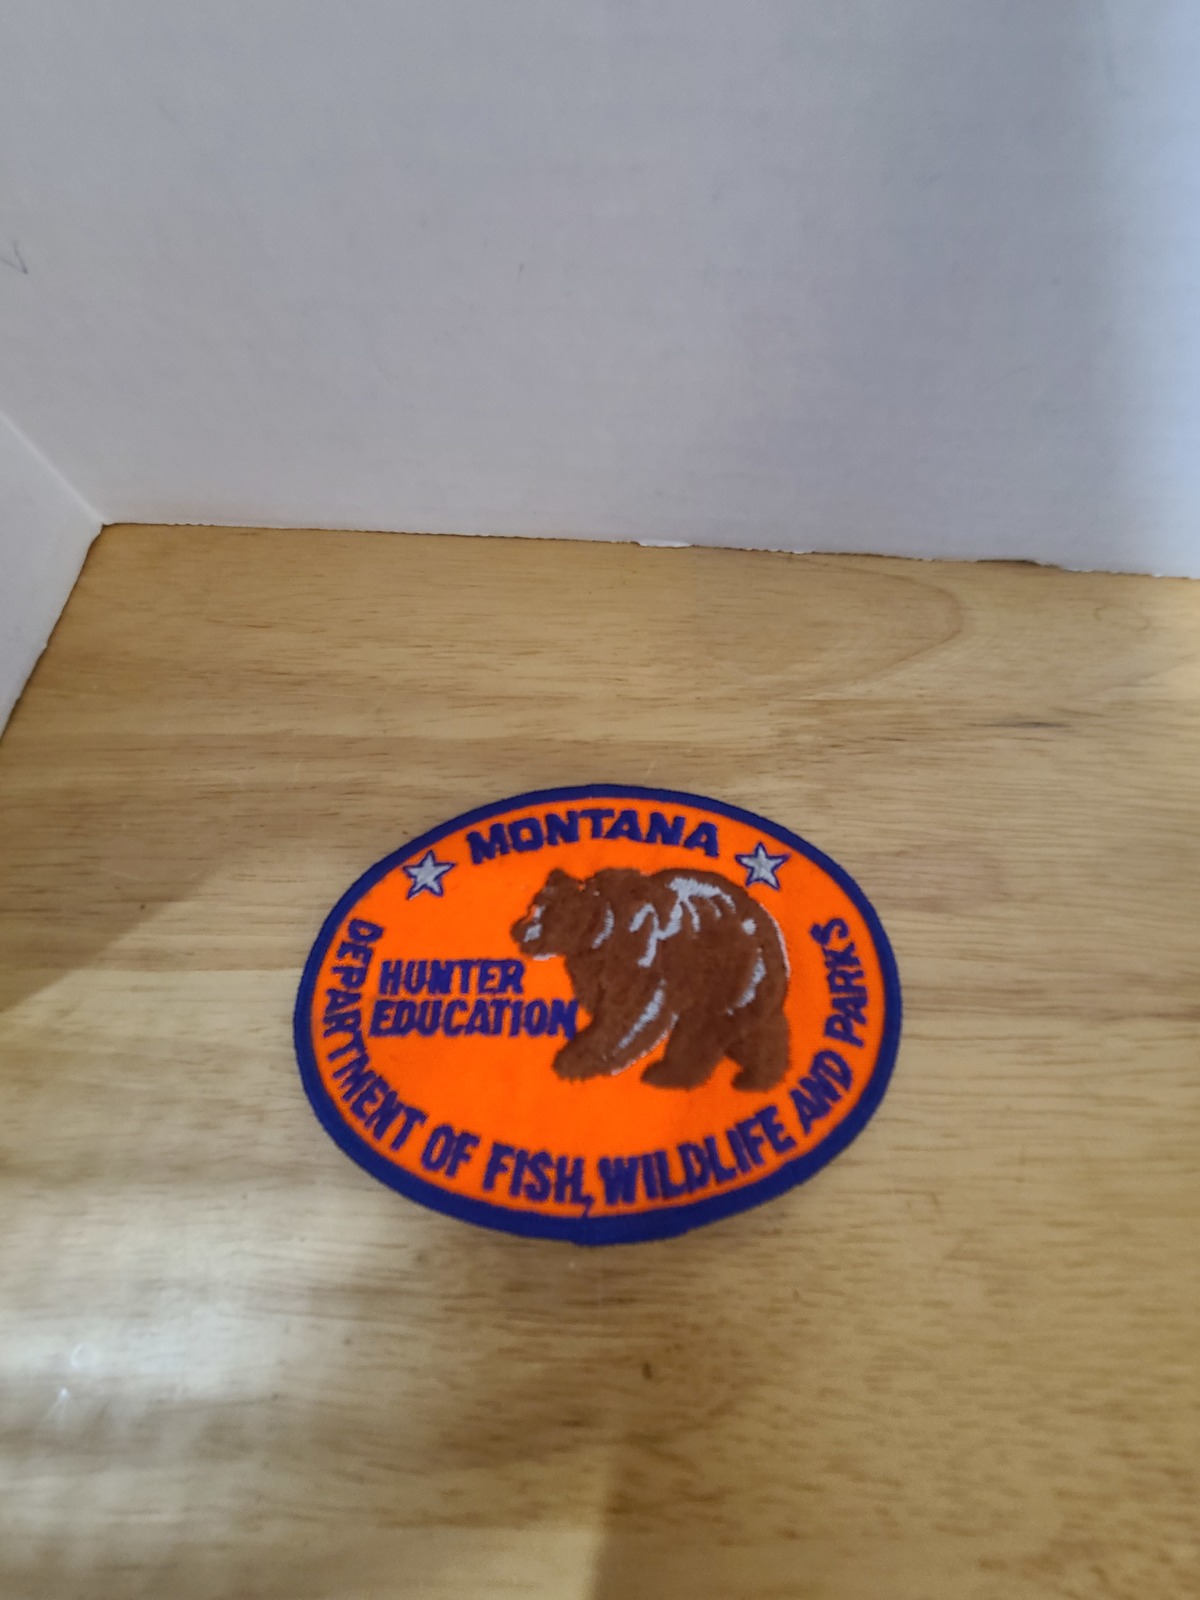 MONTANA
HUNTER
EDUCATION
DEPARTMENT OF FISH, WILDLIFE AND PARKS